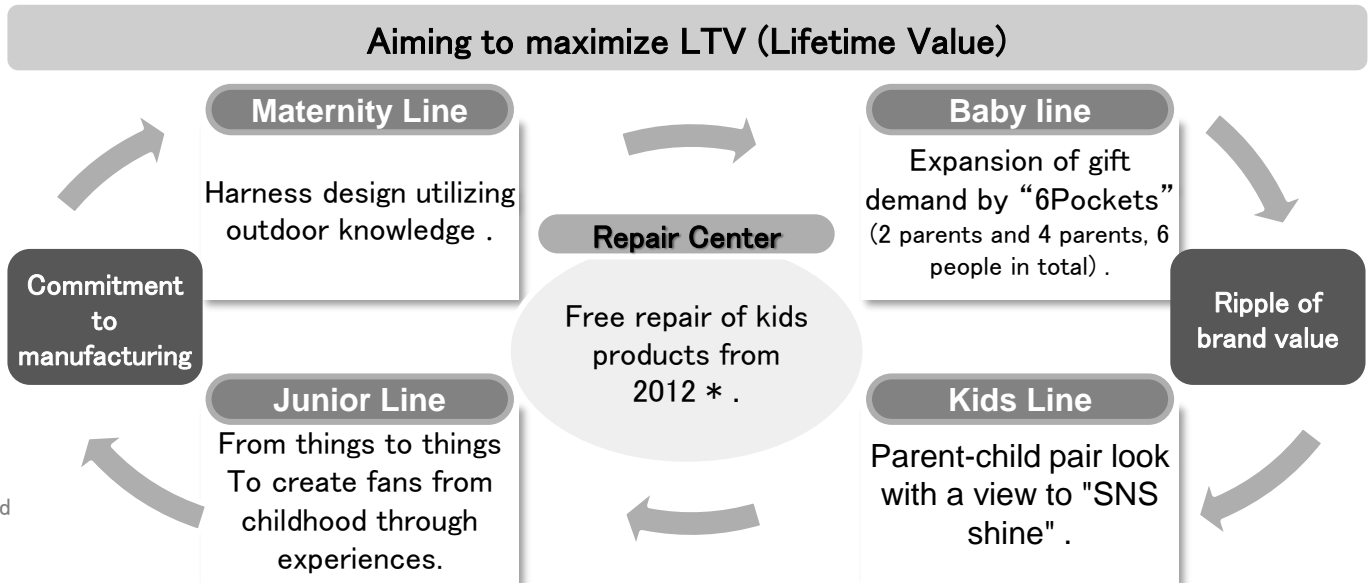 Aiming to maximize LTV (Lifetime Value)
Maternity Line
Harness design utilizing
outdoor knowledge .
Baby line
Expansion of gift
demand by “6Pockets”
(2 parents and 4 parents, 6
people in total) .
Repair Center
Free repair of kids
products from
2012 * .
Commitment
to
manufacturing
Ripple of
brand value
Junior Line
From things to things
To create fans from
childhood through
experiences.
Kids Line
Parent-child pair look
with a view to "SNS
shine" .
d